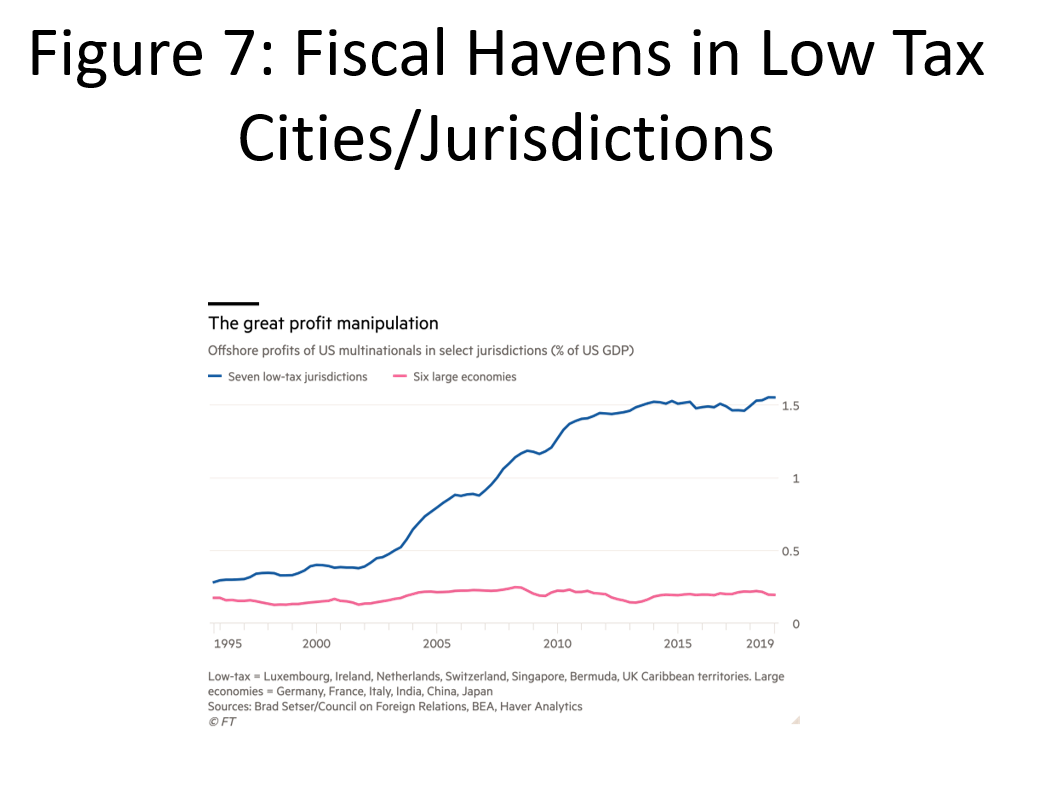 Figure 7: Fiscal Havens in Low Tax
Cities/Jurisdictions
The great profit manipulation
Offshore profits of US multinationals in select jurisdictions (% of US GDP)
Seven low-tax jurisdictions Six large economies
1.5
1
0.5
0
1995 2000 2005 2010 2015 2019
Low-tax = Luxembourg, Ireland, Netherlands, Switzerland, Singapore, Bermuda, UK Caribbean territories. Large
economies = Germany, France, Italy, India, China, Japan
Sources: Brad Setser/Council on Foreign Relations, BEA, Haver Analytics
© FT